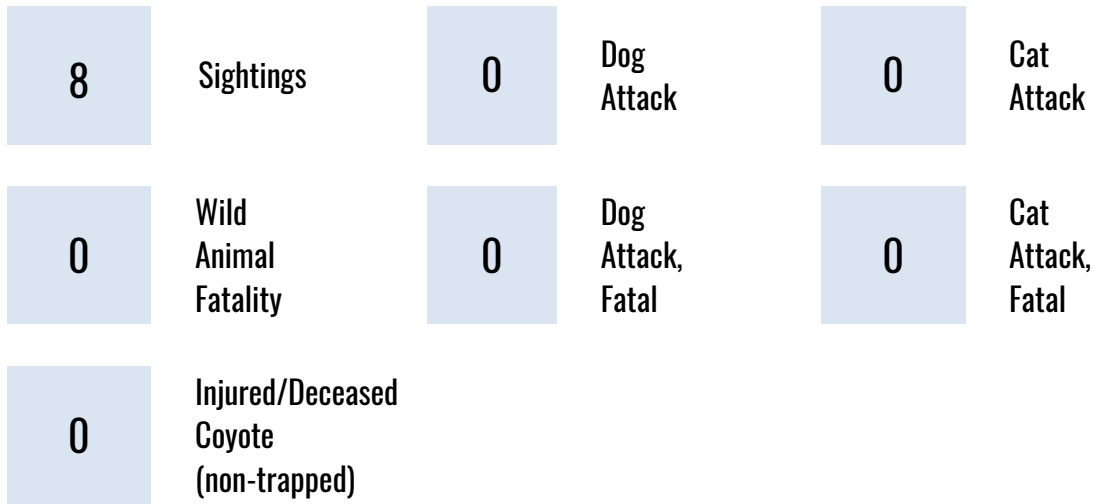 8
Sightings
0
Dog
Attack
0
Cat
Attack
0
Wild
Animal
Fatality
0
Dog
Attack,
Fatal
0
Cat
Attack,
Fatal
0
Injured/Deceased
Coyote
(non-trapped)